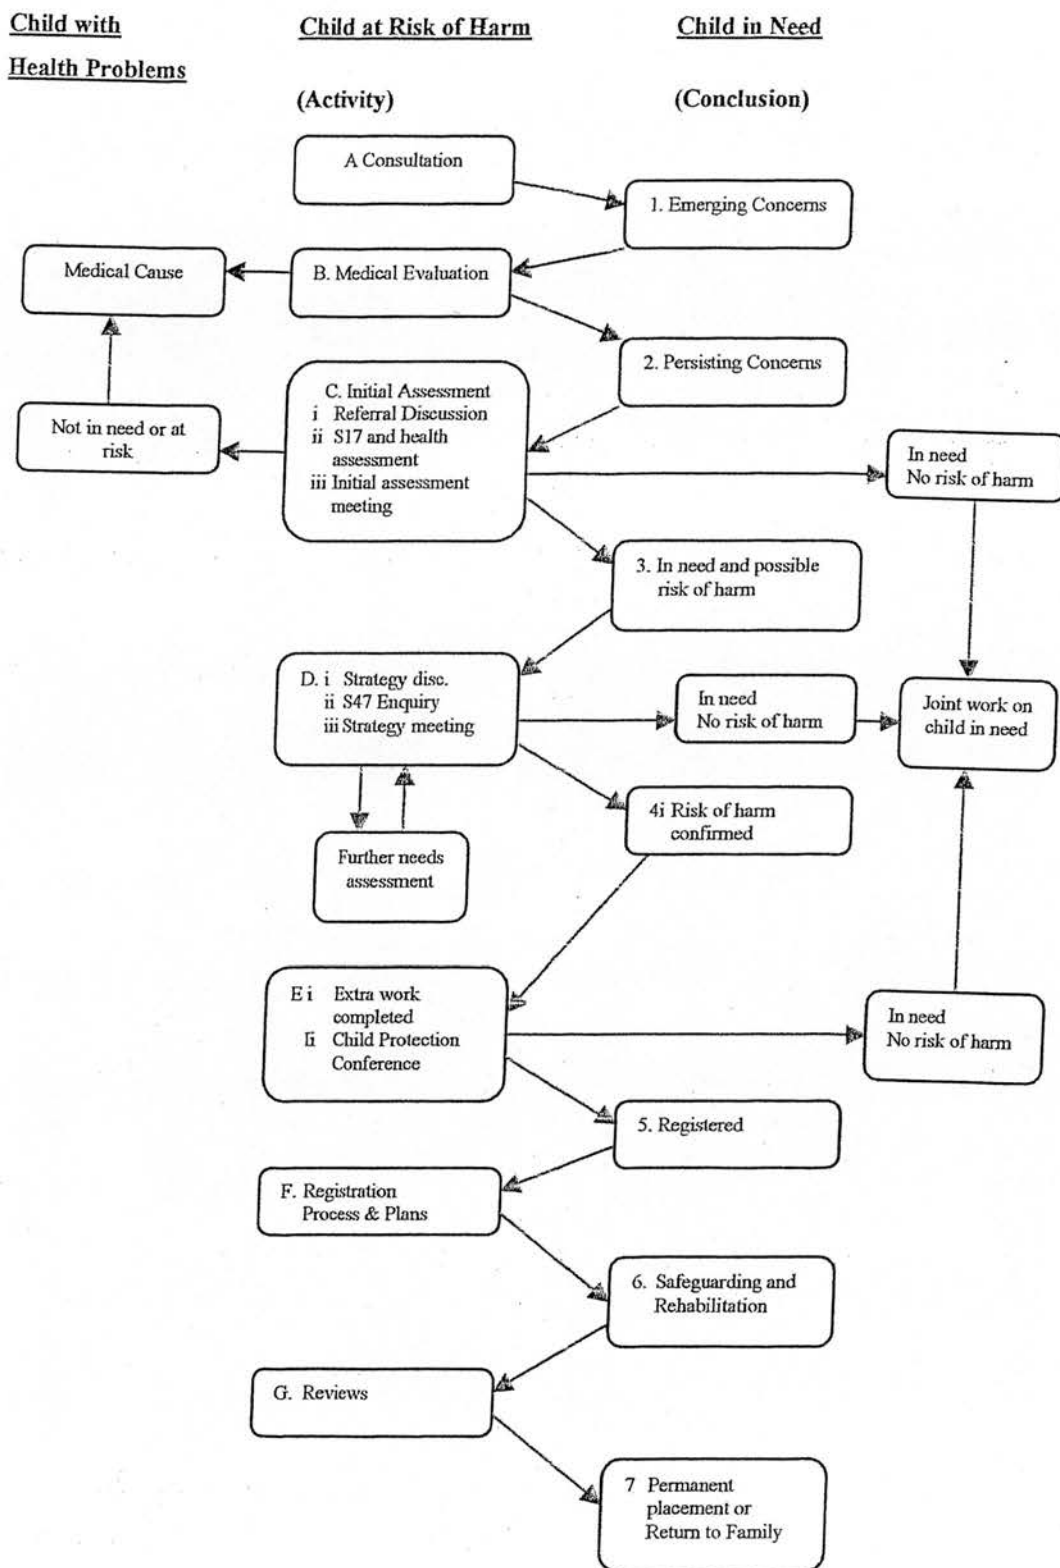 Child with
Health Problems
Child at Risk of Harm
Child in Need
(Activity)
(Conclusion)
A Consultation
1. Emerging Concerns
Medical Cause
B. Medical Evaluation
2. Persisting Concerns
Not in need or at
risk
C. Initial Assessment
i Referral Discussion
ii S17 and health
assessment
iii Initial assessment
meeting
In need
No risk of harm
3. In need and possible
risk of harm
D. i Strategy disc.
ii S47 Enquiry
iii Strategy meeting
In need
No risk of harm
Joint work on
child in need
4i Risk of harm
confirmed
Further needs
assessment
E i Extra work
completed
Ii Child Protection
Conference
In need
No risk of harm
5. Registered
F. Registration
Process & Plans
6. Safeguarding and
Rehabilitation
G. Reviews
7 Permanent
placement or
Return to Family